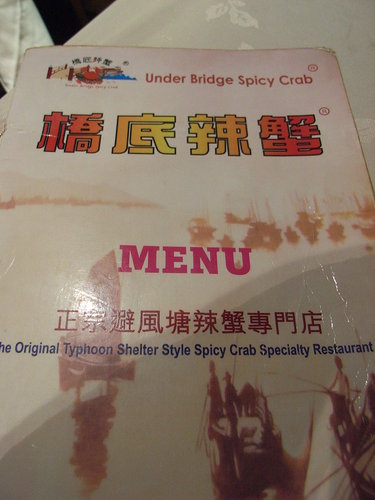 橋底辣蟹 ®
Under Bridge Spicy Crab®
橋底辣蟹®
MENU
正宗避風塘辣蟹專門店
he Original Typhoon Shelter Style Spicy Crab Specialty Restaurant